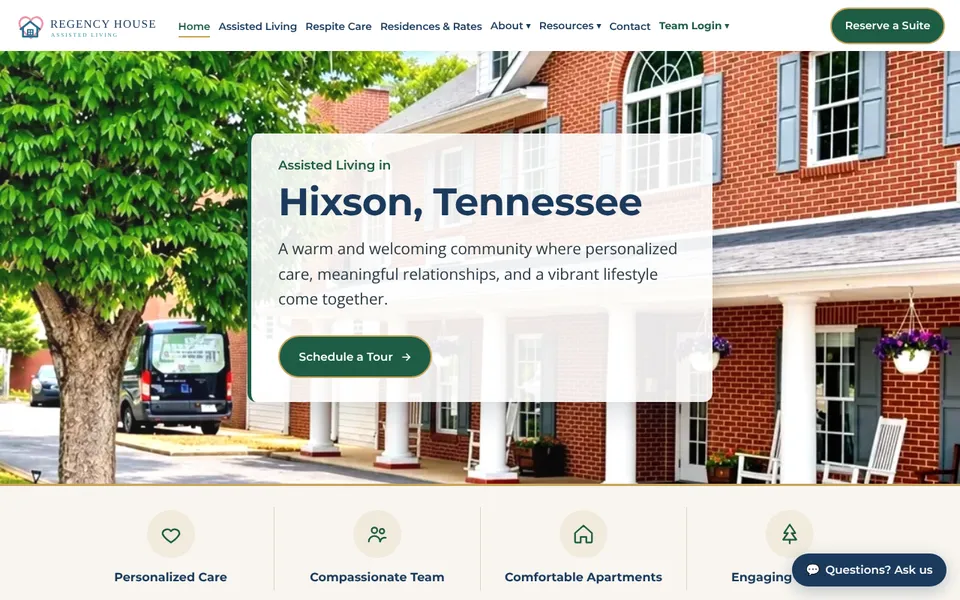 REGENCY HOUSE
ASSISTED LIVING
Home Assisted Living Respite Care Residences & Rates About ▾ Resources ▾ Contact Team Login ▾
Reserve a Suite
Assisted Living in
Hixson, Tennessee
A warm and welcoming community where personalized
care, meaningful relationships, and a vibrant lifestyle
come together.
Schedule a Tour →
Personalized Care
Compassionate Team
Comfortable Apartments
Engaging
Questions? Ask us